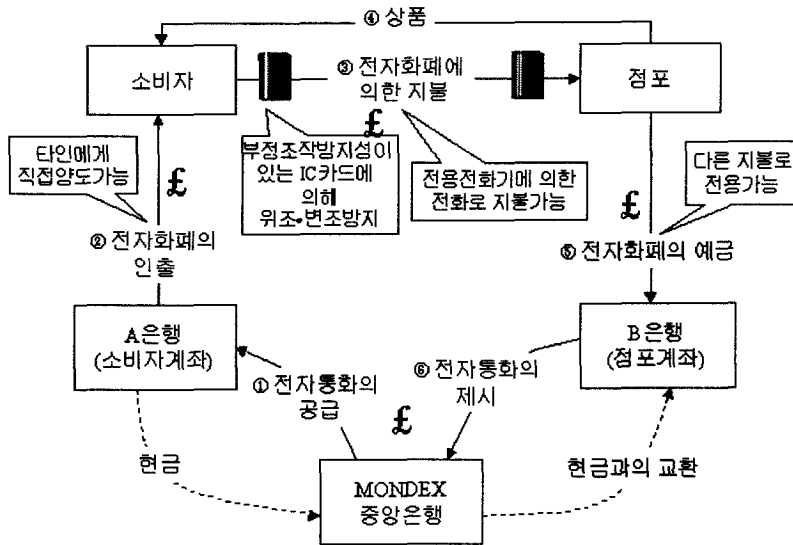 ④ 상품
소비자
③ 전자화폐에
의한 지불
점포
£
타인에게
직접양도가능
£
부정조작방지성이
있는 IC카드에
의해
위조•변조방지
전용전화기에 의한
전화로 지불가능
£
다른 지불로
전용가능
② 전자화폐의
인출
⑤ 전자화폐의 예금
A은행
(소비자계좌)
B은행
(점포계좌)
① 전자통화의
공급
£
⑥ 전자통화의
제시
현금
현금과의 교환
MONDEX
중앙은행